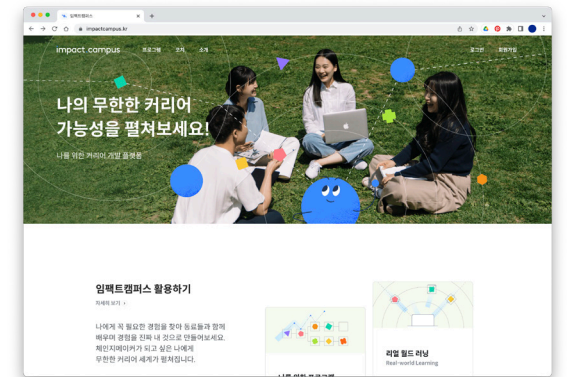 임팩트캠퍼스
impactcampus.kr
impact.campus 프로그램 코치 소개 로그인 회원가입
나의 무한한 커리어
가능성을 펼쳐보세요!
나를 위한 커리어 개발 플랫폼
임팩트캠퍼스 활용하기
자세히 보기 >
나에게 꼭 필요한 경험을 찾아 동료들과 함께
배우며 경험을 진짜 내 것으로 만들어보세요.
체인지메이커가 되고 싶은 나에게
무한한 커리어 세계가 펼쳐집니다.
리얼 월드 러닝
Real-world Learning